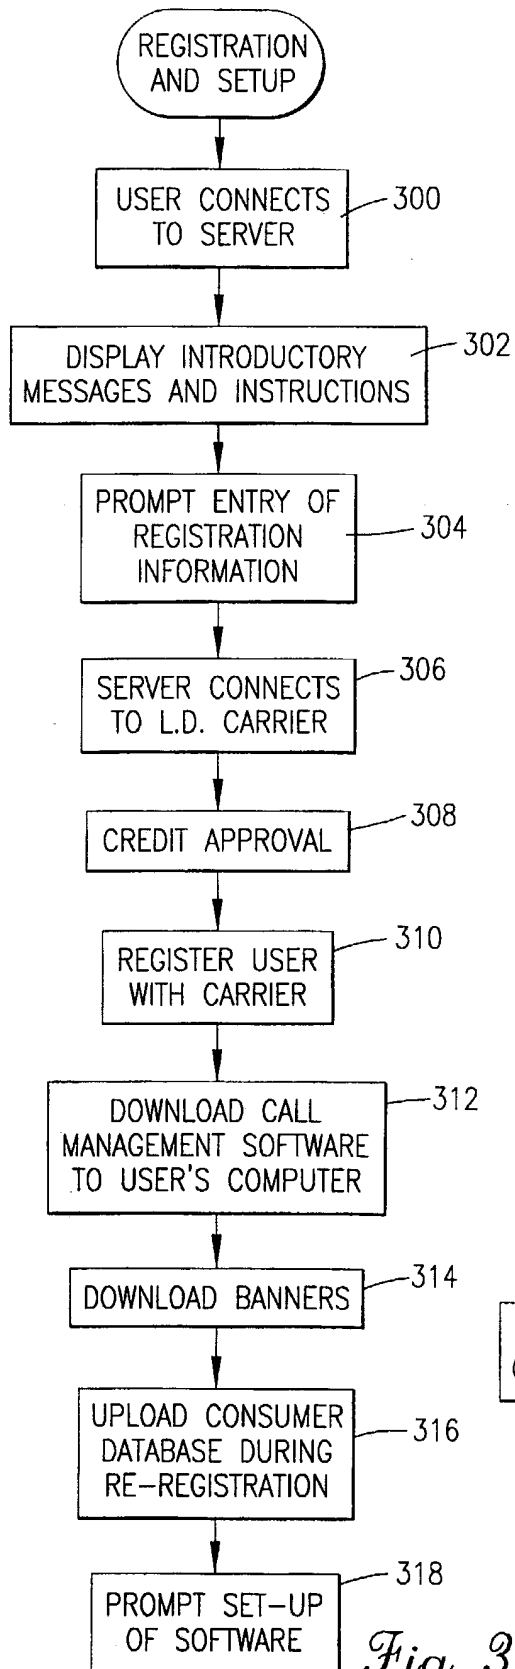 REGISTRATION
AND SETUP
USER CONNECTS
TO SERVER
300
DISPLAY INTRODUCTORY
MESSAGES AND INSTRUCTIONS
302
PROMPT ENTRY OF
REGISTRATION
INFORMATION
304
SERVER CONNECTS
TO L.D. CARRIER
306
CREDIT APPROVAL
308
REGISTER USER
WITH CARRIER
310
DOWNLOAD CALL
MANAGEMENT SOFTWARE
TO USER'S COMPUTER
312
DOWNLOAD BANNERS
314
UPLOAD CONSUMER
DATABASE DURING
RE-REGISTRATION
316
PROMPT SET-UP
OF SOFTWARE
318
Fig. 3